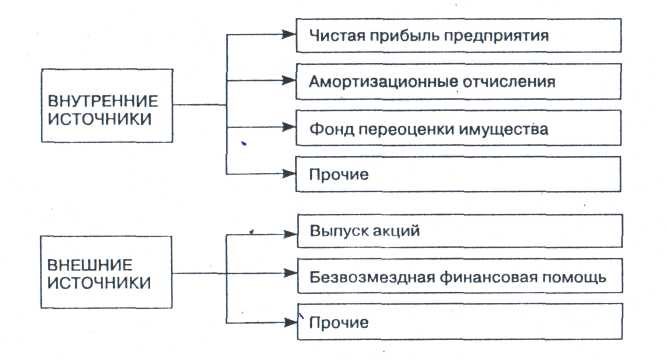 ВНУТРЕННИЕ
ИСТОЧНИКИ
Чистая прибыль предприятия
Амортизационные отчисления
Фонд переоценки имущества
Прочие
ВНЕШНИЕ
ИСТОЧНИКИ
Выпуск акций
Безвозмездная финансовая помощь
Прочие